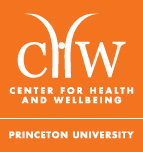 cHw
CENTER FOR HEALTH
AND WELLBEING
PRINCETON UNIVERSITY